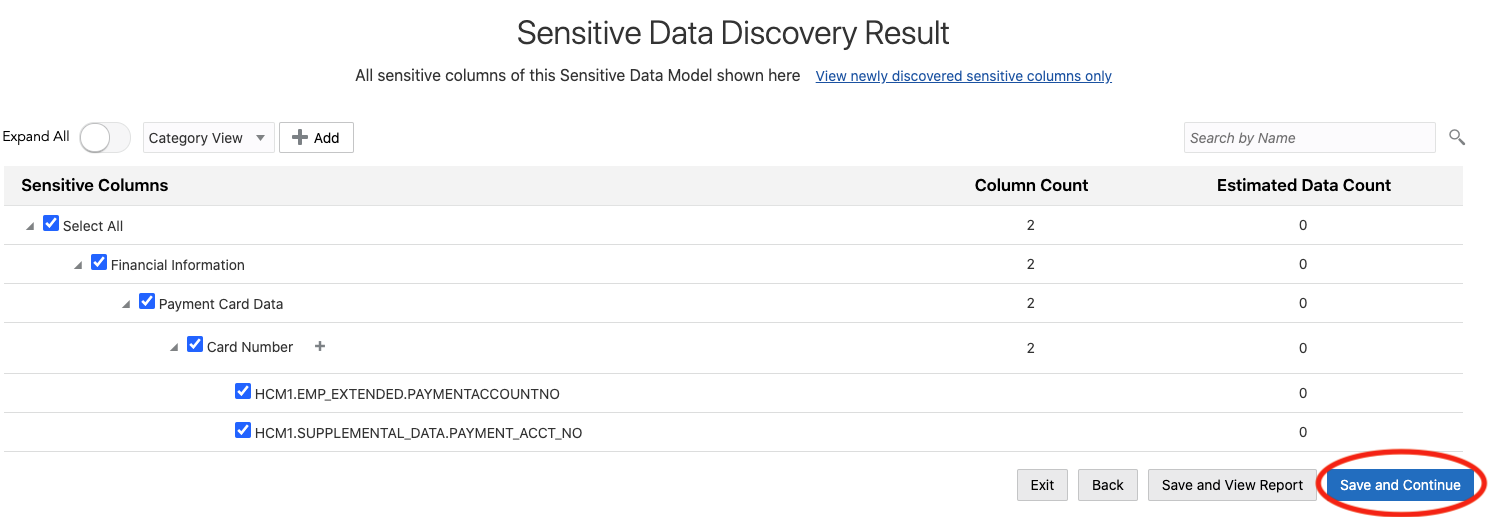 Sensitive Data Discovery Result
All sensitive columns of this Sensitive Data Model shown here View newly discovered sensitive columns only
Expand All Category View Add Search by Name
Sensitive Columns Column Count Estimated Data Count
Select All 2 0
Financial Information 2 0
Payment Card Data 2 0
Card Number + 2 0
HCM1.EMP_EXTENDED.PAYMENTACCOUNTNO 0
HCM1.SUPPLEMENTAL_DATA.PAYMENT_ACCT_NO 0
Exit Back Save and View Report Save and Continue